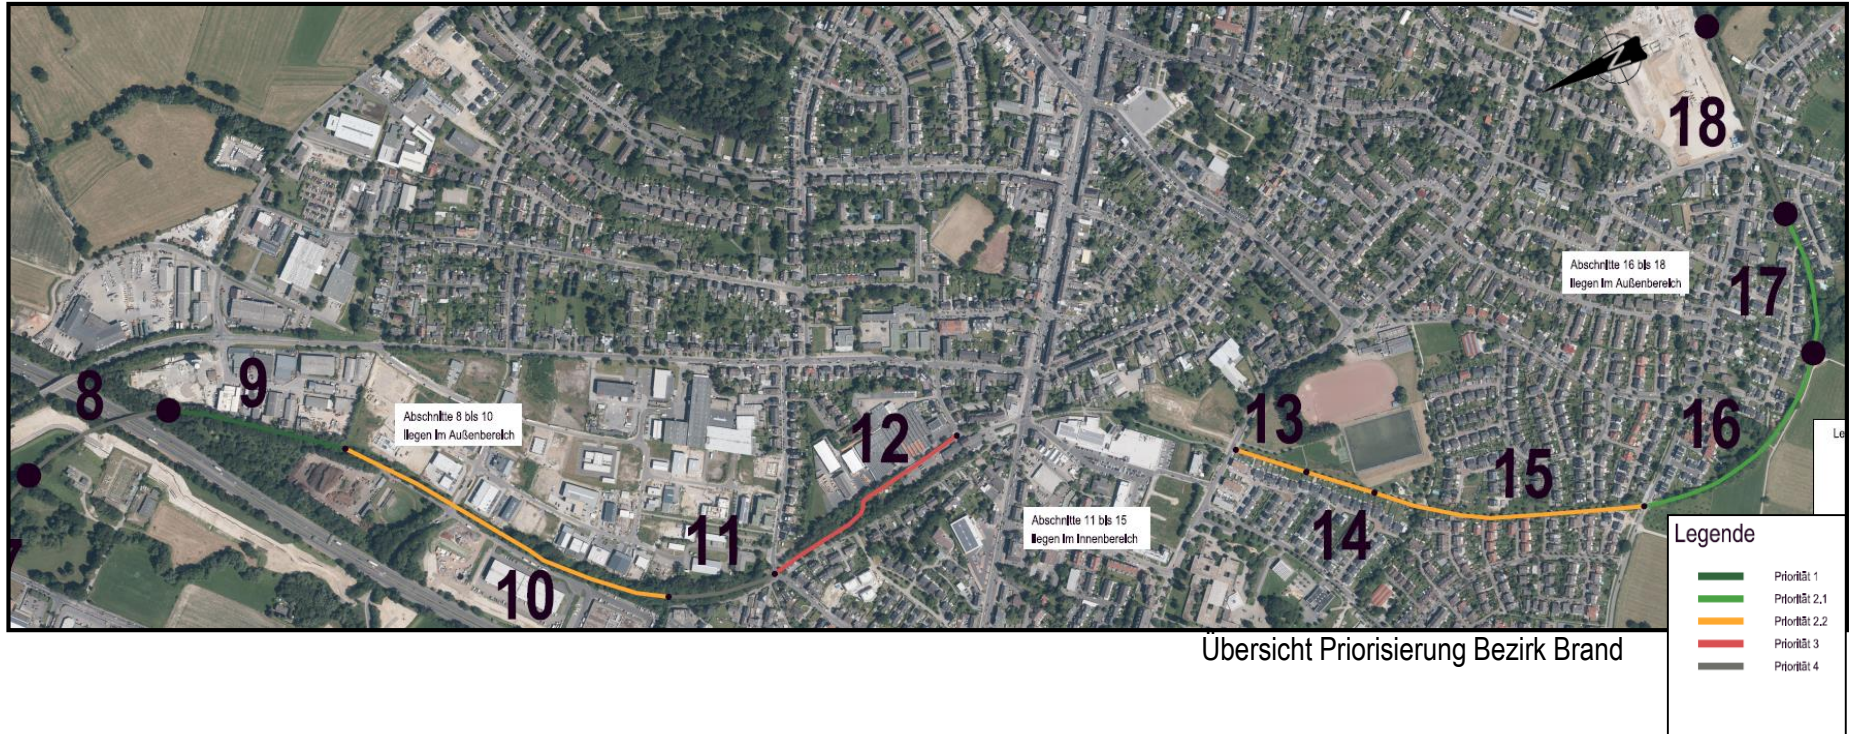 18
Abschnitte 16 bis 18
liegen im Außenbereich
17
8
9
Abschnitte 8 bis 10
liegen im Außenbereich
12
13
16
15
Le
14
11
Abschnitte 11 bis 15
liegen im Innenbereich
10
7
Legende
Priorität 1
Priorität 2.1
Priorität 2.2
Priorität 3
Priorität 4
Übersicht Priorisierung Bezirk Brand